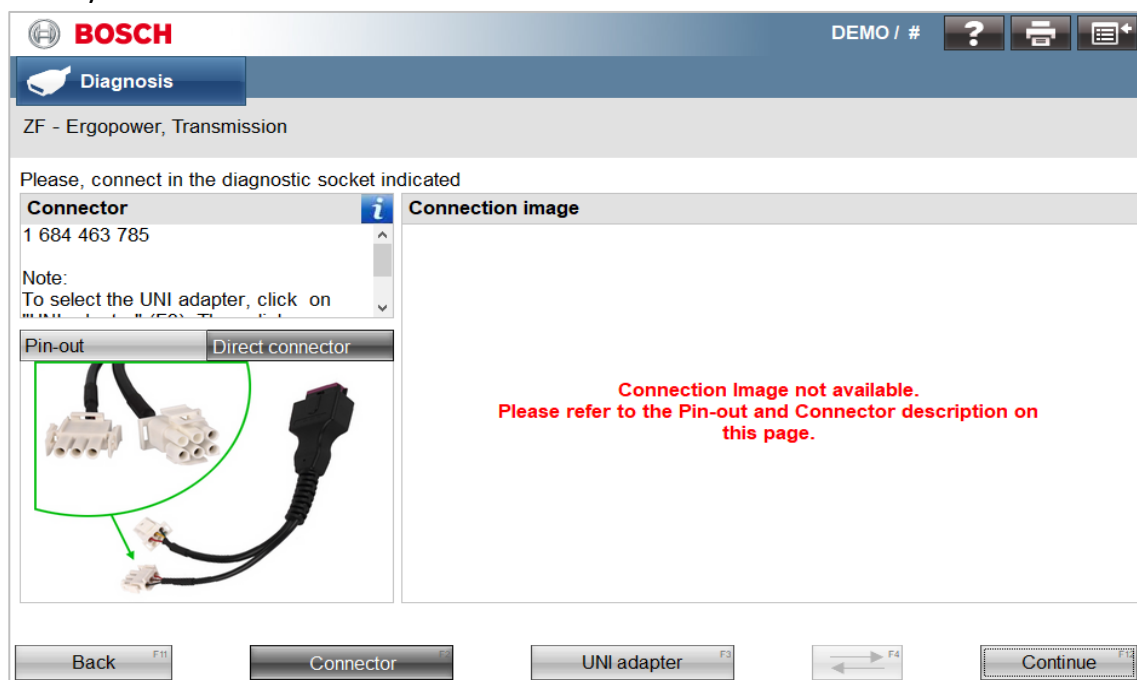 BOSCH
DEMO / #
?
Diagnosis
ZF - Ergopower, Transmission
Please, connect in the diagnostic socket indicated
Connector
i
Connection image
1 684 463 785
Note:
To select the UNI adapter, click on
Pin-out
Direct connector
Connection Image not available.
Please refer to the Pin-out and Connector description on
this page.
Back F11
Connector F2
UNI adapter F3
F4
Continue F12